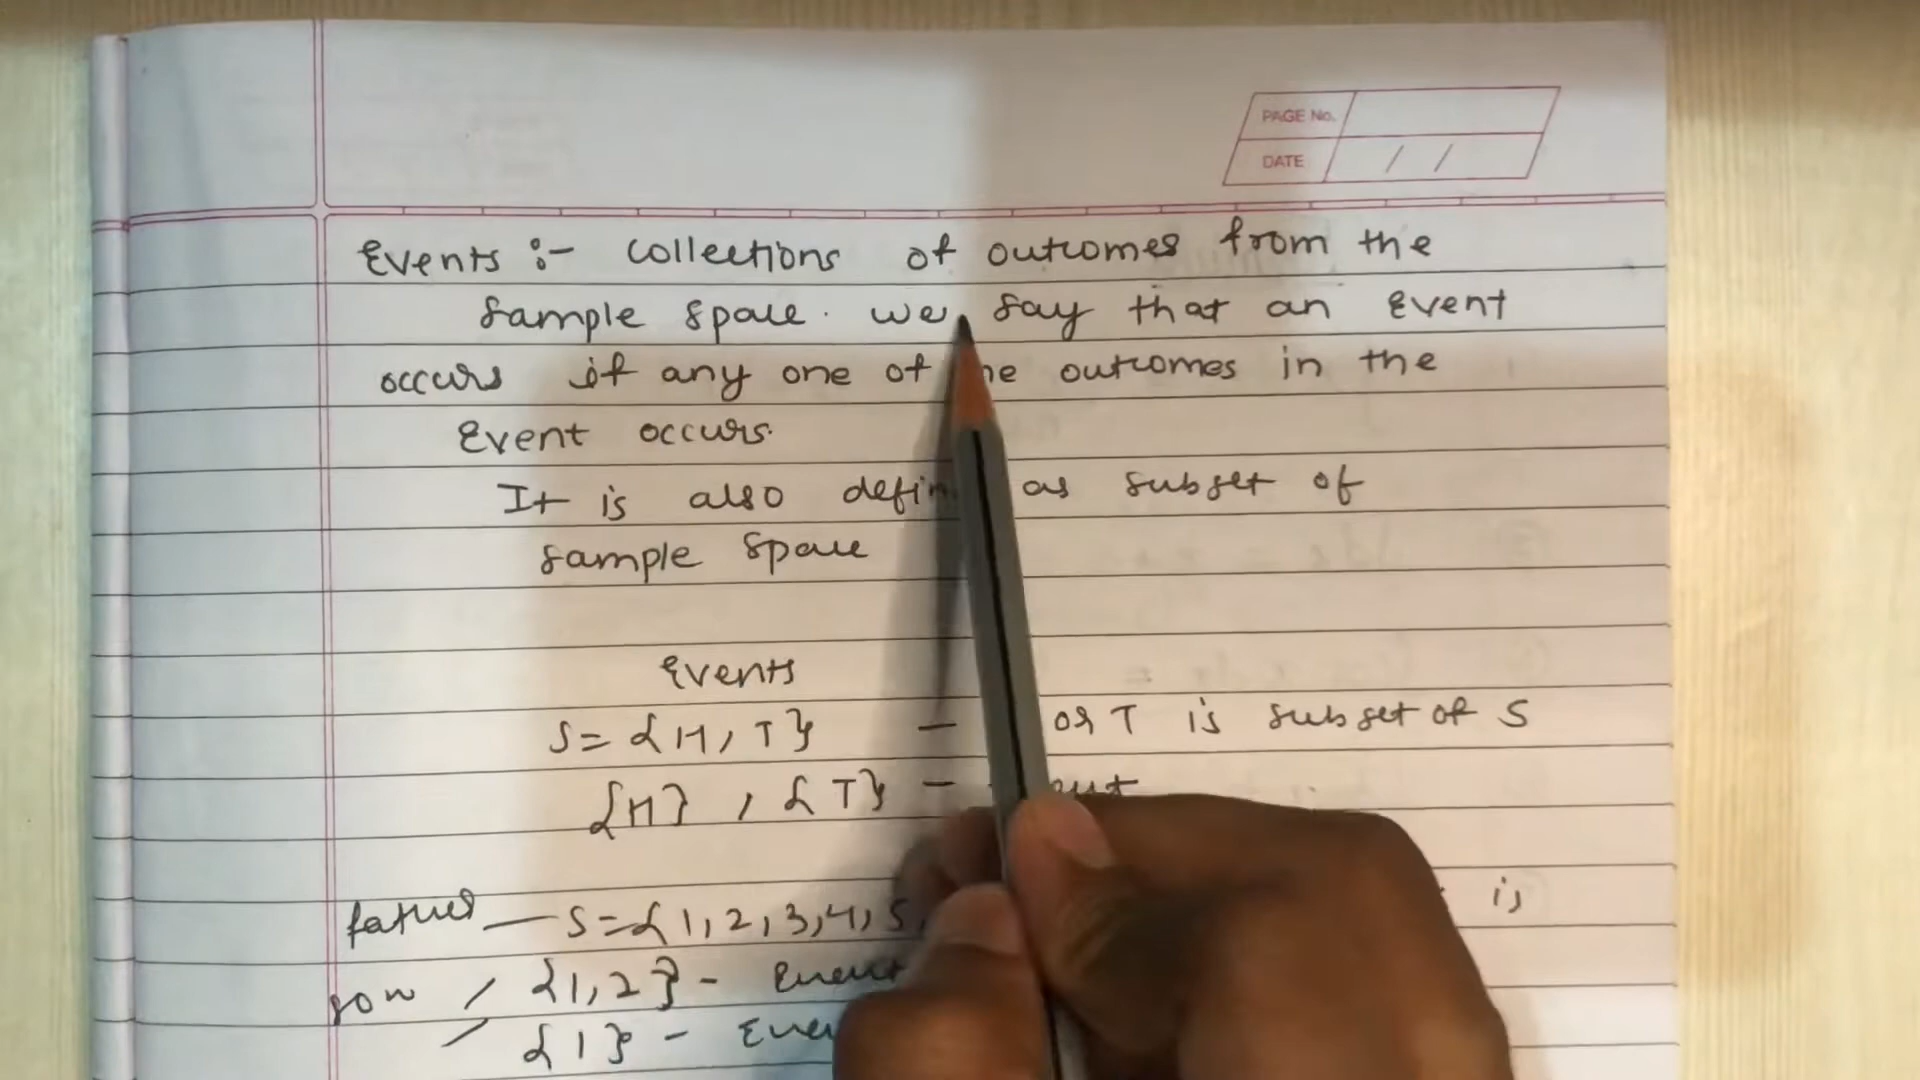 PAGE No.
DATE / /
Events :- collections of outcomes from the
sample space. we say that an Event
occurs if any one of he outcomes in the
Event occurs.
It is also defin as subset of
sample space
Events
S= {H, T} - or T is subset of S
{H} , {T} -
father - S={1,2,3,4,5, is
son / {1,2} - Event
/ {1} - Eve